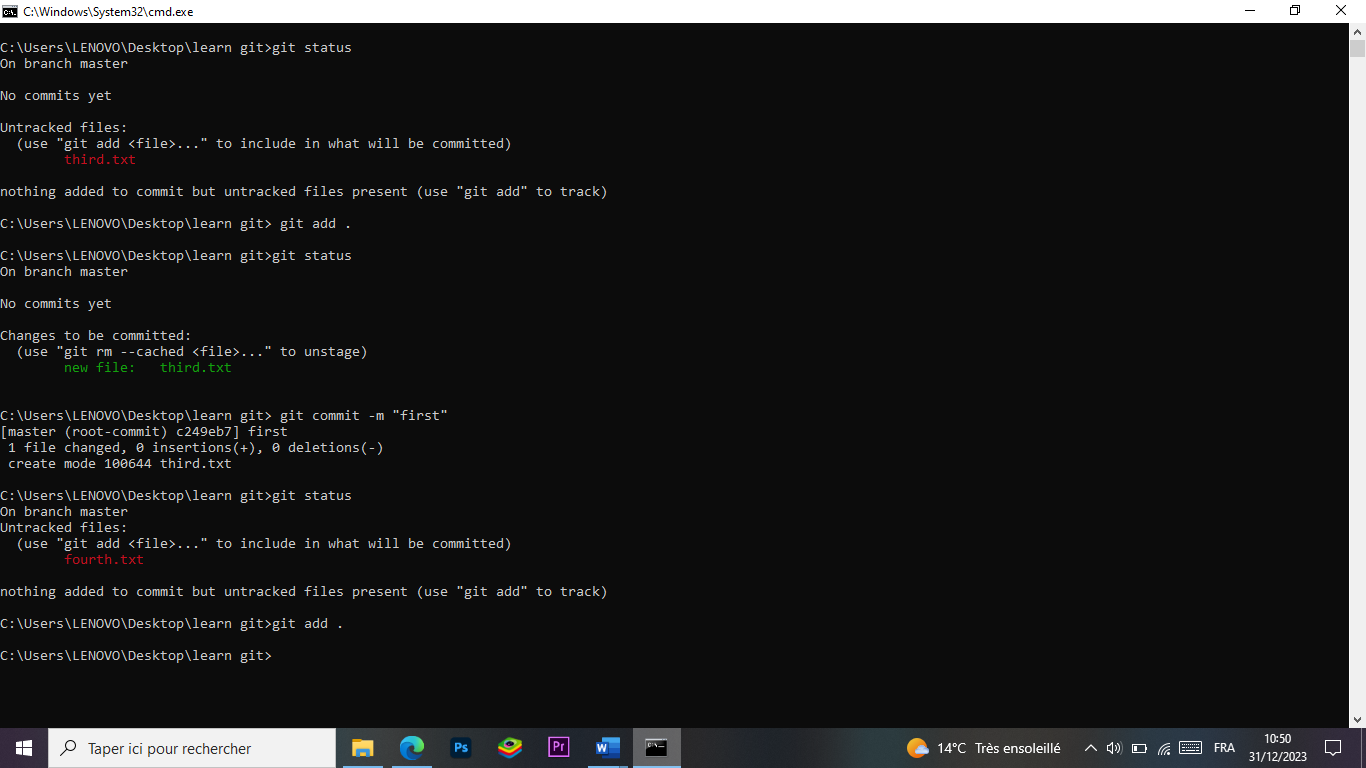 C:\Windows\System32\cmd.exe
C:\Users\LENOVO\Desktop\learn git>git status
On branch master
No commits yet
Untracked files:
  (use "git add <file>..." to include in what will be committed)
        third.txt
nothing added to commit but untracked files present (use "git add" to track)
C:\Users\LENOVO\Desktop\learn git> git add .
C:\Users\LENOVO\Desktop\learn git>git status
On branch master
No commits yet
Changes to be committed:
  (use "git rm --cached <file>..." to unstage)
        new file:   third.txt
C:\Users\LENOVO\Desktop\learn git> git commit -m "first"
[master (root-commit) c249eb7] first
 1 file changed, 0 insertions(+), 0 deletions(-)
 create mode 100644 third.txt
C:\Users\LENOVO\Desktop\learn git>git status
On branch master
Untracked files:
  (use "git add <file>..." to include in what will be committed)
        fourth.txt
nothing added to commit but untracked files present (use "git add" to track)
C:\Users\LENOVO\Desktop\learn git>git add .
C:\Users\LENOVO\Desktop\learn git>
Taper ici pour rechercher
Ps
Pr
W
14°C Très ensoleillé
FRA
10:50
31/12/2023